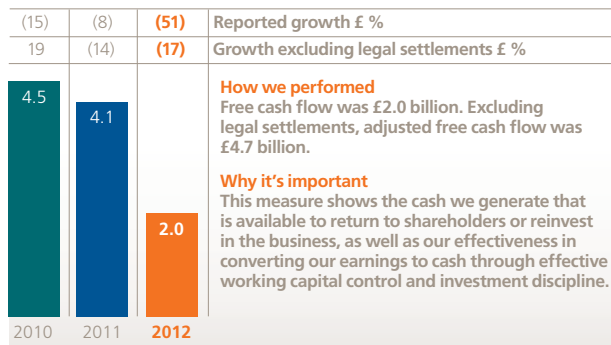 (15) (8) (51) Reported growth £ %
19 (14) (17) Growth excluding legal settlements £ %
4.5
4.1
2.0
2010 2011 2012
How we performed
Free cash flow was £2.0 billion. Excluding
legal settlements, adjusted free cash flow was
£4.7 billion.
Why it's important
This measure shows the cash we generate that
is available to return to shareholders or reinvest
in the business, as well as our effectiveness in
converting our earnings to cash through effective
working capital control and investment discipline.